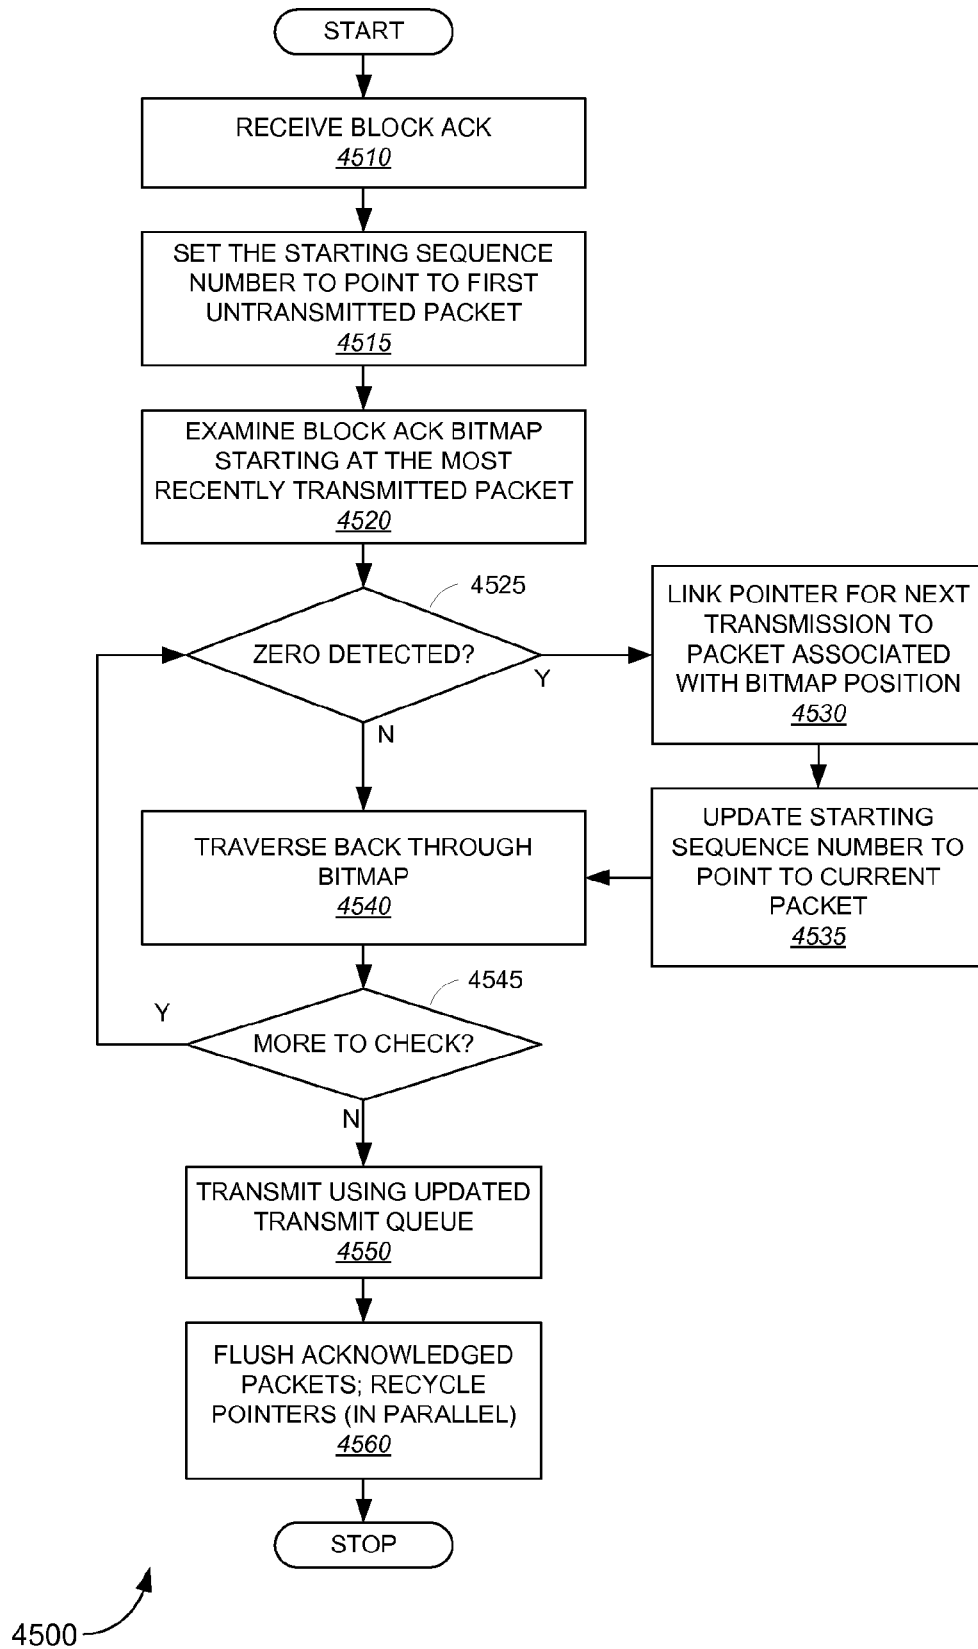 START
RECEIVE BLOCK ACK
4510
SET THE STARTING SEQUENCE
NUMBER TO POINT TO FIRST
UNTRANSMITTED PACKET
4515
EXAMINE BLOCK ACK BITMAP
STARTING AT THE MOST
RECENTLY TRANSMITTED PACKET
4520
4525
ZERO DETECTED?
Y
N
LINK POINTER FOR NEXT
TRANSMISSION TO
PACKET ASSOCIATED
WITH BITMAP POSITION
4530
UPDATE STARTING
SEQUENCE NUMBER TO
POINT TO CURRENT
PACKET
4535
TRAVERSE BACK THROUGH
BITMAP
4540
4545
MORE TO CHECK?
Y
N
TRANSMIT USING UPDATED
TRANSMIT QUEUE
4550
FLUSH ACKNOWLEDGED
PACKETS; RECYCLE
POINTERS (IN PARALLEL)
4560
STOP
4500